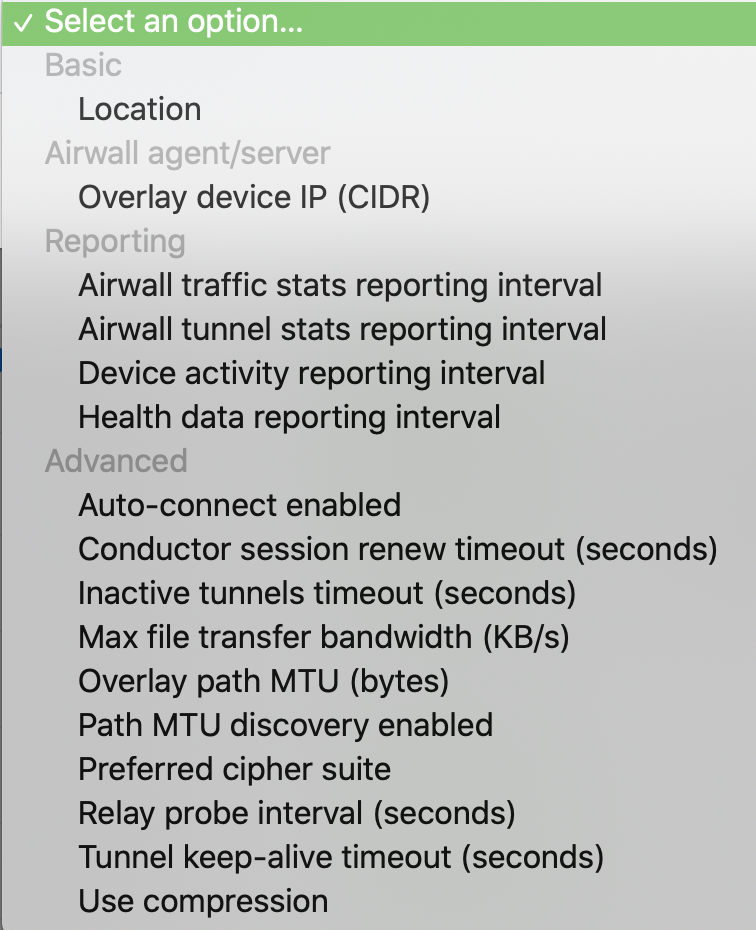 ✓ Select an option...
Basic
Location
Airwall agent/server
Overlay device IP (CIDR)
Reporting
Airwall traffic stats reporting interval
Airwall tunnel stats reporting interval
Device activity reporting interval
Health data reporting interval
Advanced
Auto-connect enabled
Conductor session renew timeout (seconds)
Inactive tunnels timeout (seconds)
Max file transfer bandwidth (KB/s)
Overlay path MTU (bytes)
Path MTU discovery enabled
Preferred cipher suite
Relay probe interval (seconds)
Tunnel keep-alive timeout (seconds)
Use compression